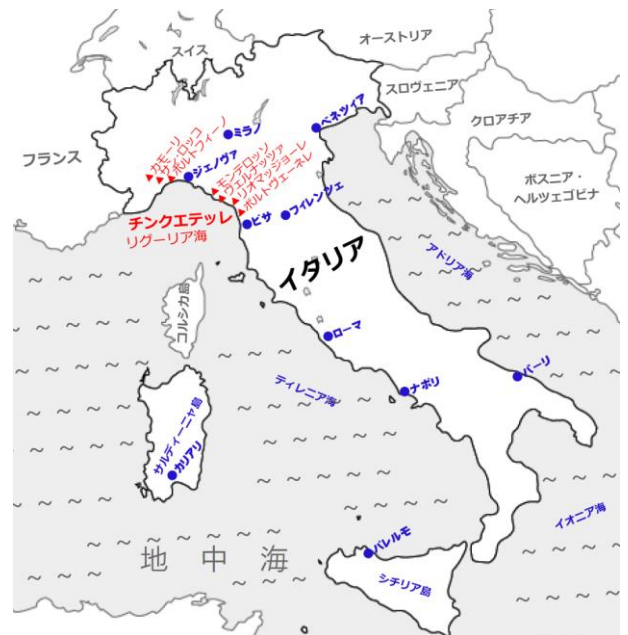 オーストリア
スイス
スロヴェニア
クロアチア
ベネツィア
ミラノ
フランス
カモーリ
サンロッコ
ポルトフィーノ
ジェノヴァ
モンテロッソ
ヴェルナッツァ
リオマッジョーレ
ポルトヴェーネレ
ボスニア・
ヘルツェゴビナ
チンクエテッレ
リグーリア海
ピサ
フィレンツェ
イタリア
アドリア海
コルシカ島
ローマ
ティレニア海
ナポリ
バーリ
サルディーニャ島
カリアリ
イオニア海
地中海
パレルモ
シチリア島